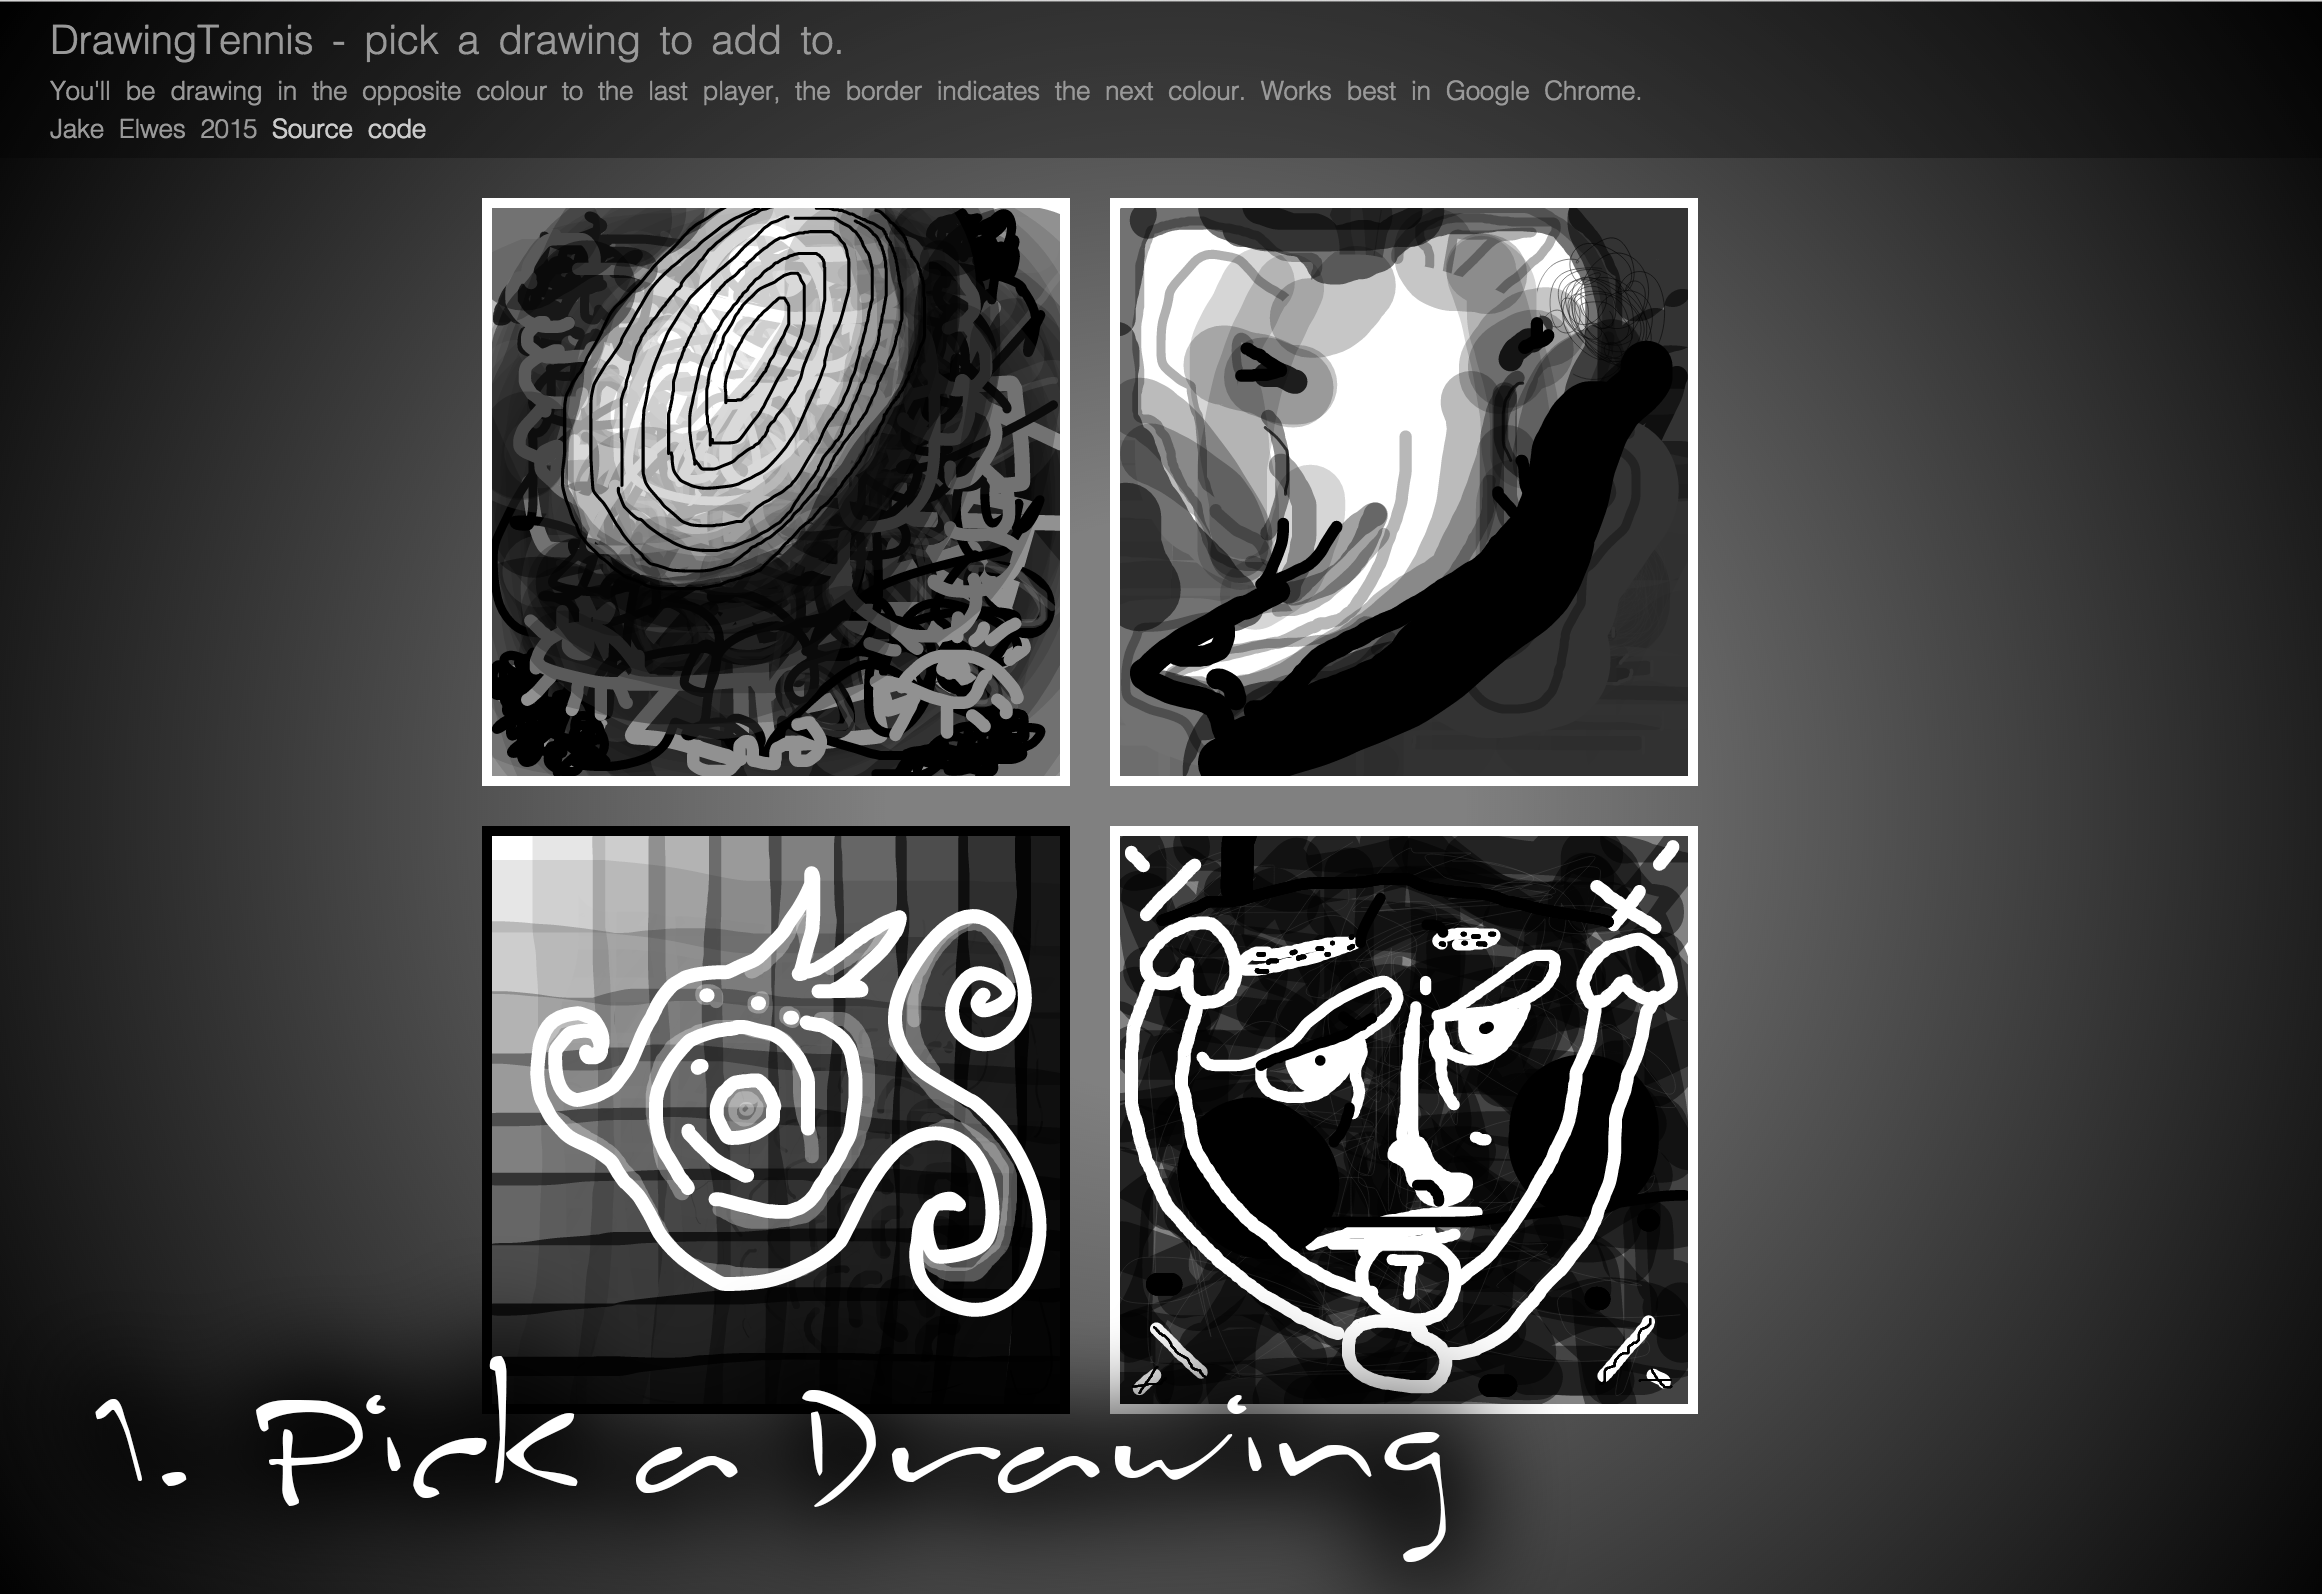 DrawingTennis - pick a drawing to add to.
You'll be drawing in the opposite colour to the last player, the border indicates the next colour. Works best in Google Chrome.
Jake Elwes 2015 Source code
1. Pick a Drawing